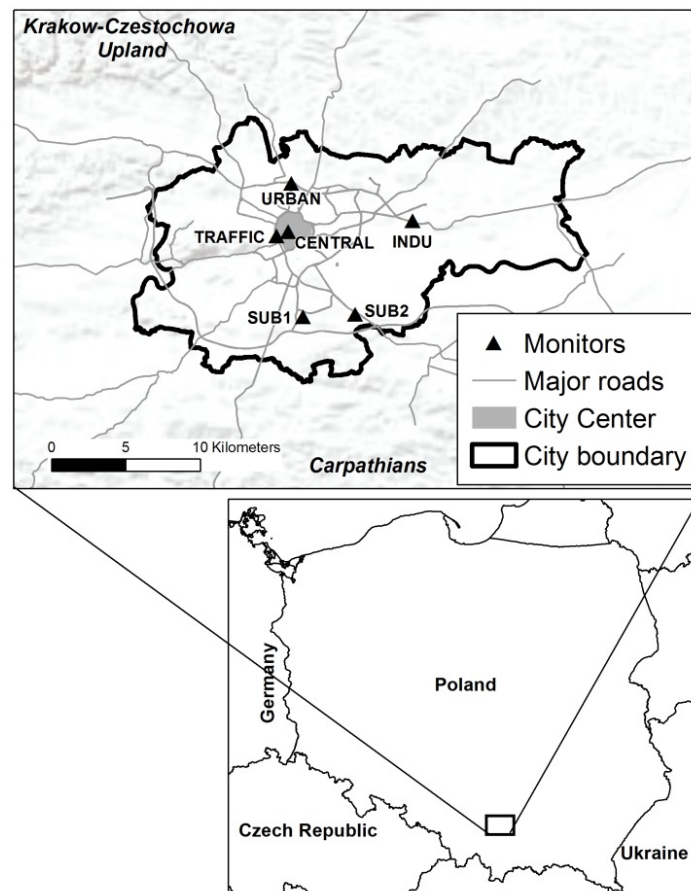 Krakow-Czestochowa
Upland
URBAN
TRAFFIC
CENTRAL
INDU
SUB1
SUB2
0 5 10 Kilometers
Carpathians
Monitors
Major roads
City Center
City boundary
Germany
Poland
Czech Republic
Ukraine